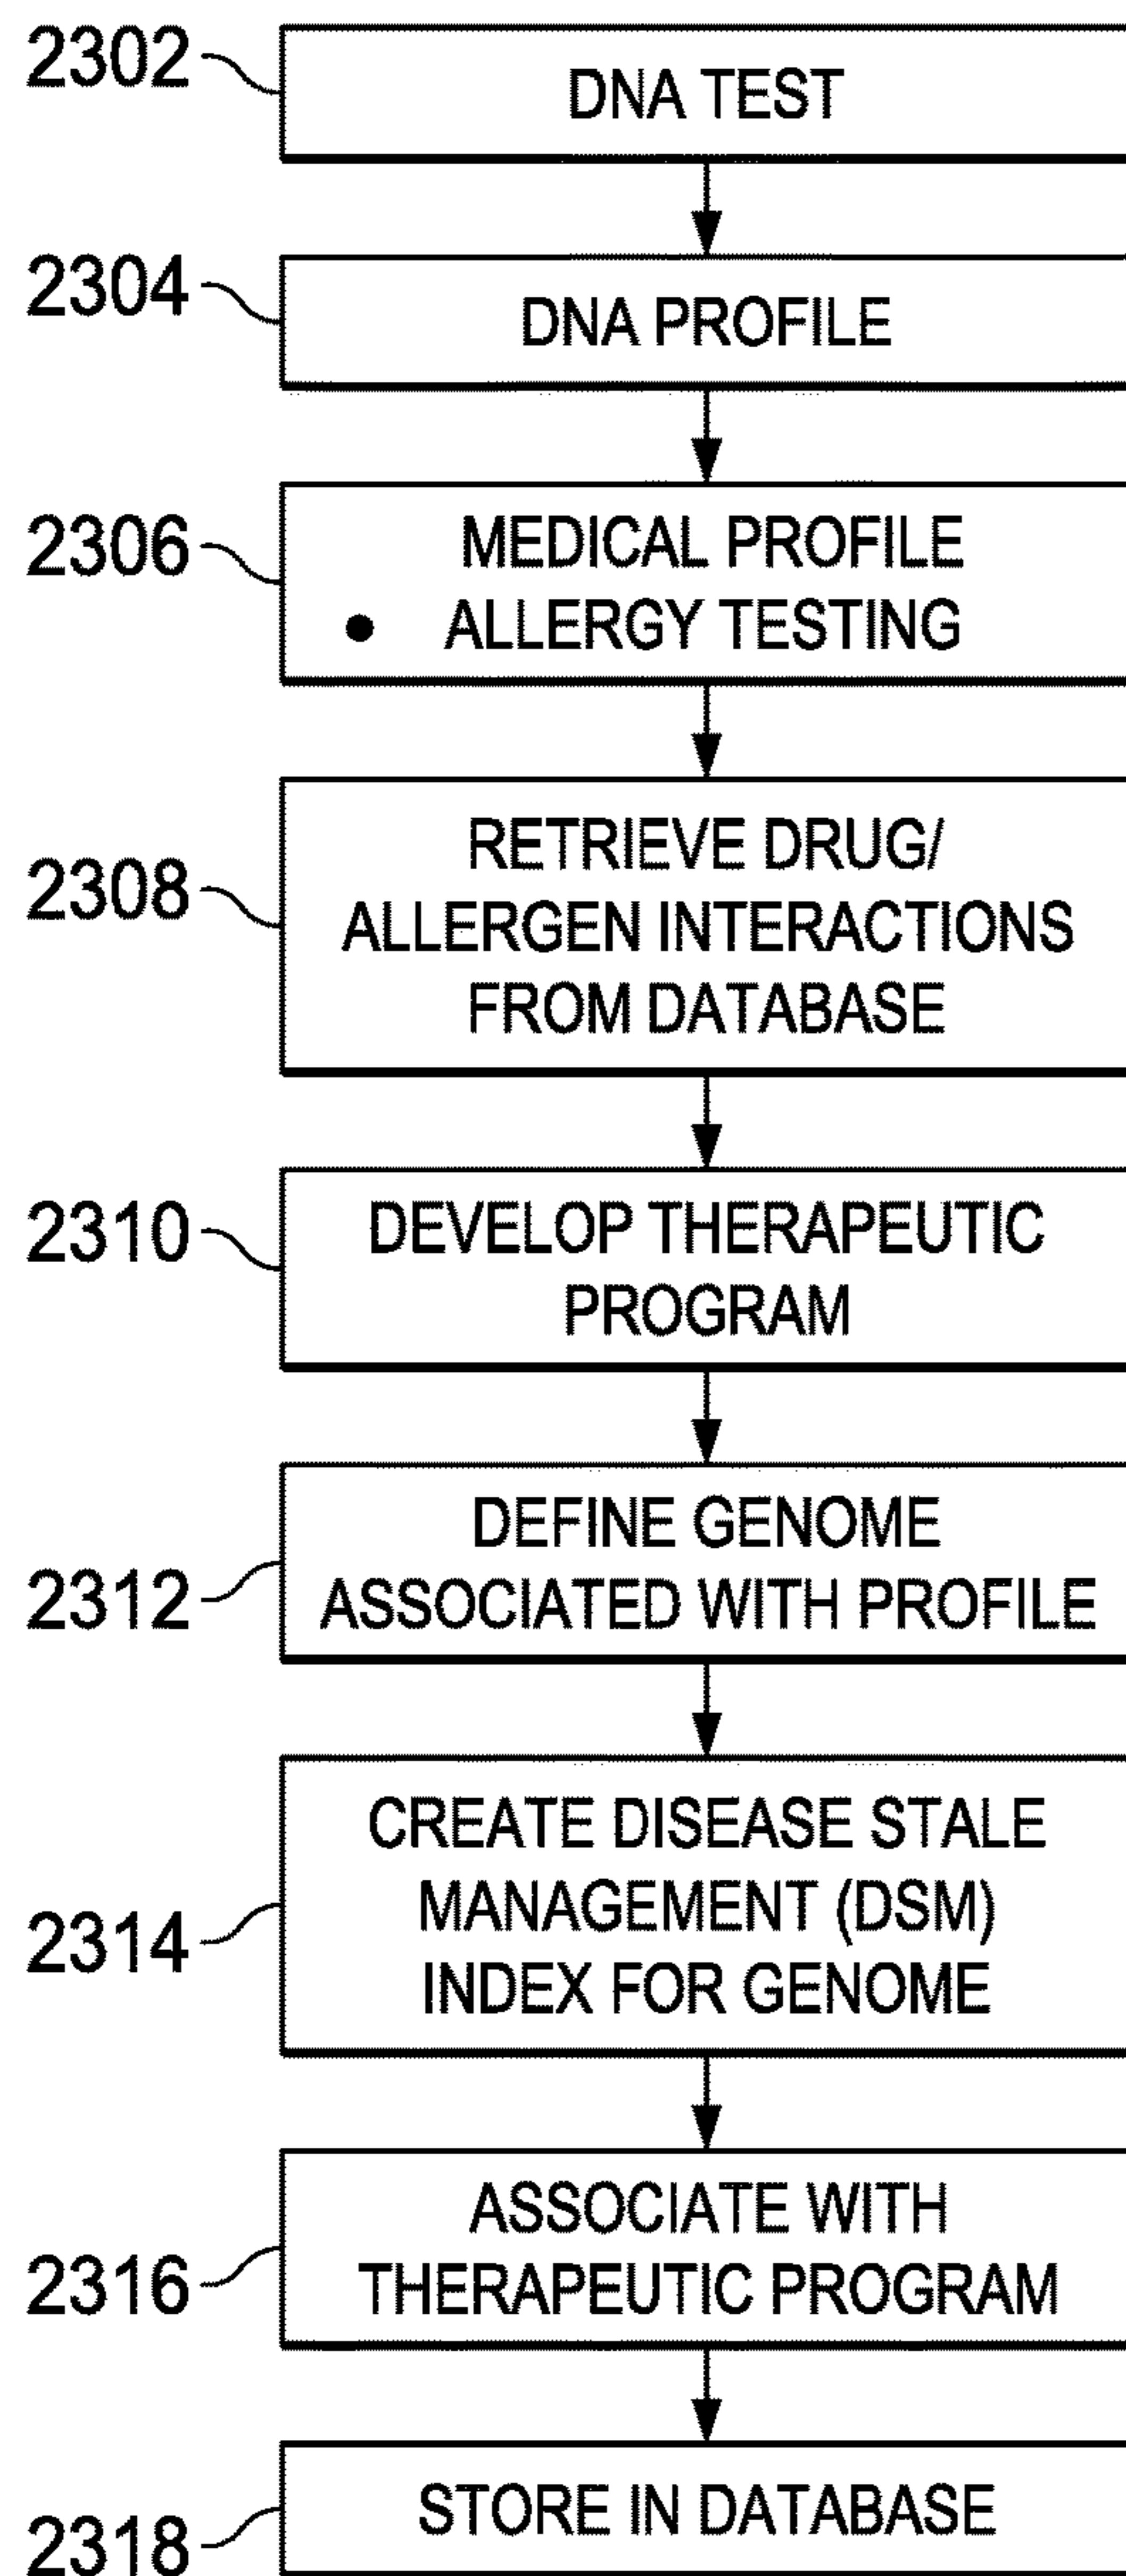 2302
DNA TEST
2304
DNA PROFILE
2306
MEDICAL PROFILE
• ALLERGY TESTING
2308
RETRIEVE DRUG/
ALLERGEN INTERACTIONS
FROM DATABASE
2310
DEVELOP THERAPEUTIC
PROGRAM
2312
DEFINE GENOME
ASSOCIATED WITH PROFILE
2314
CREATE DISEASE STALE
MANAGEMENT (DSM)
INDEX FOR GENOME
2316
ASSOCIATE WITH
THERAPEUTIC PROGRAM
2318
STORE IN DATABASE